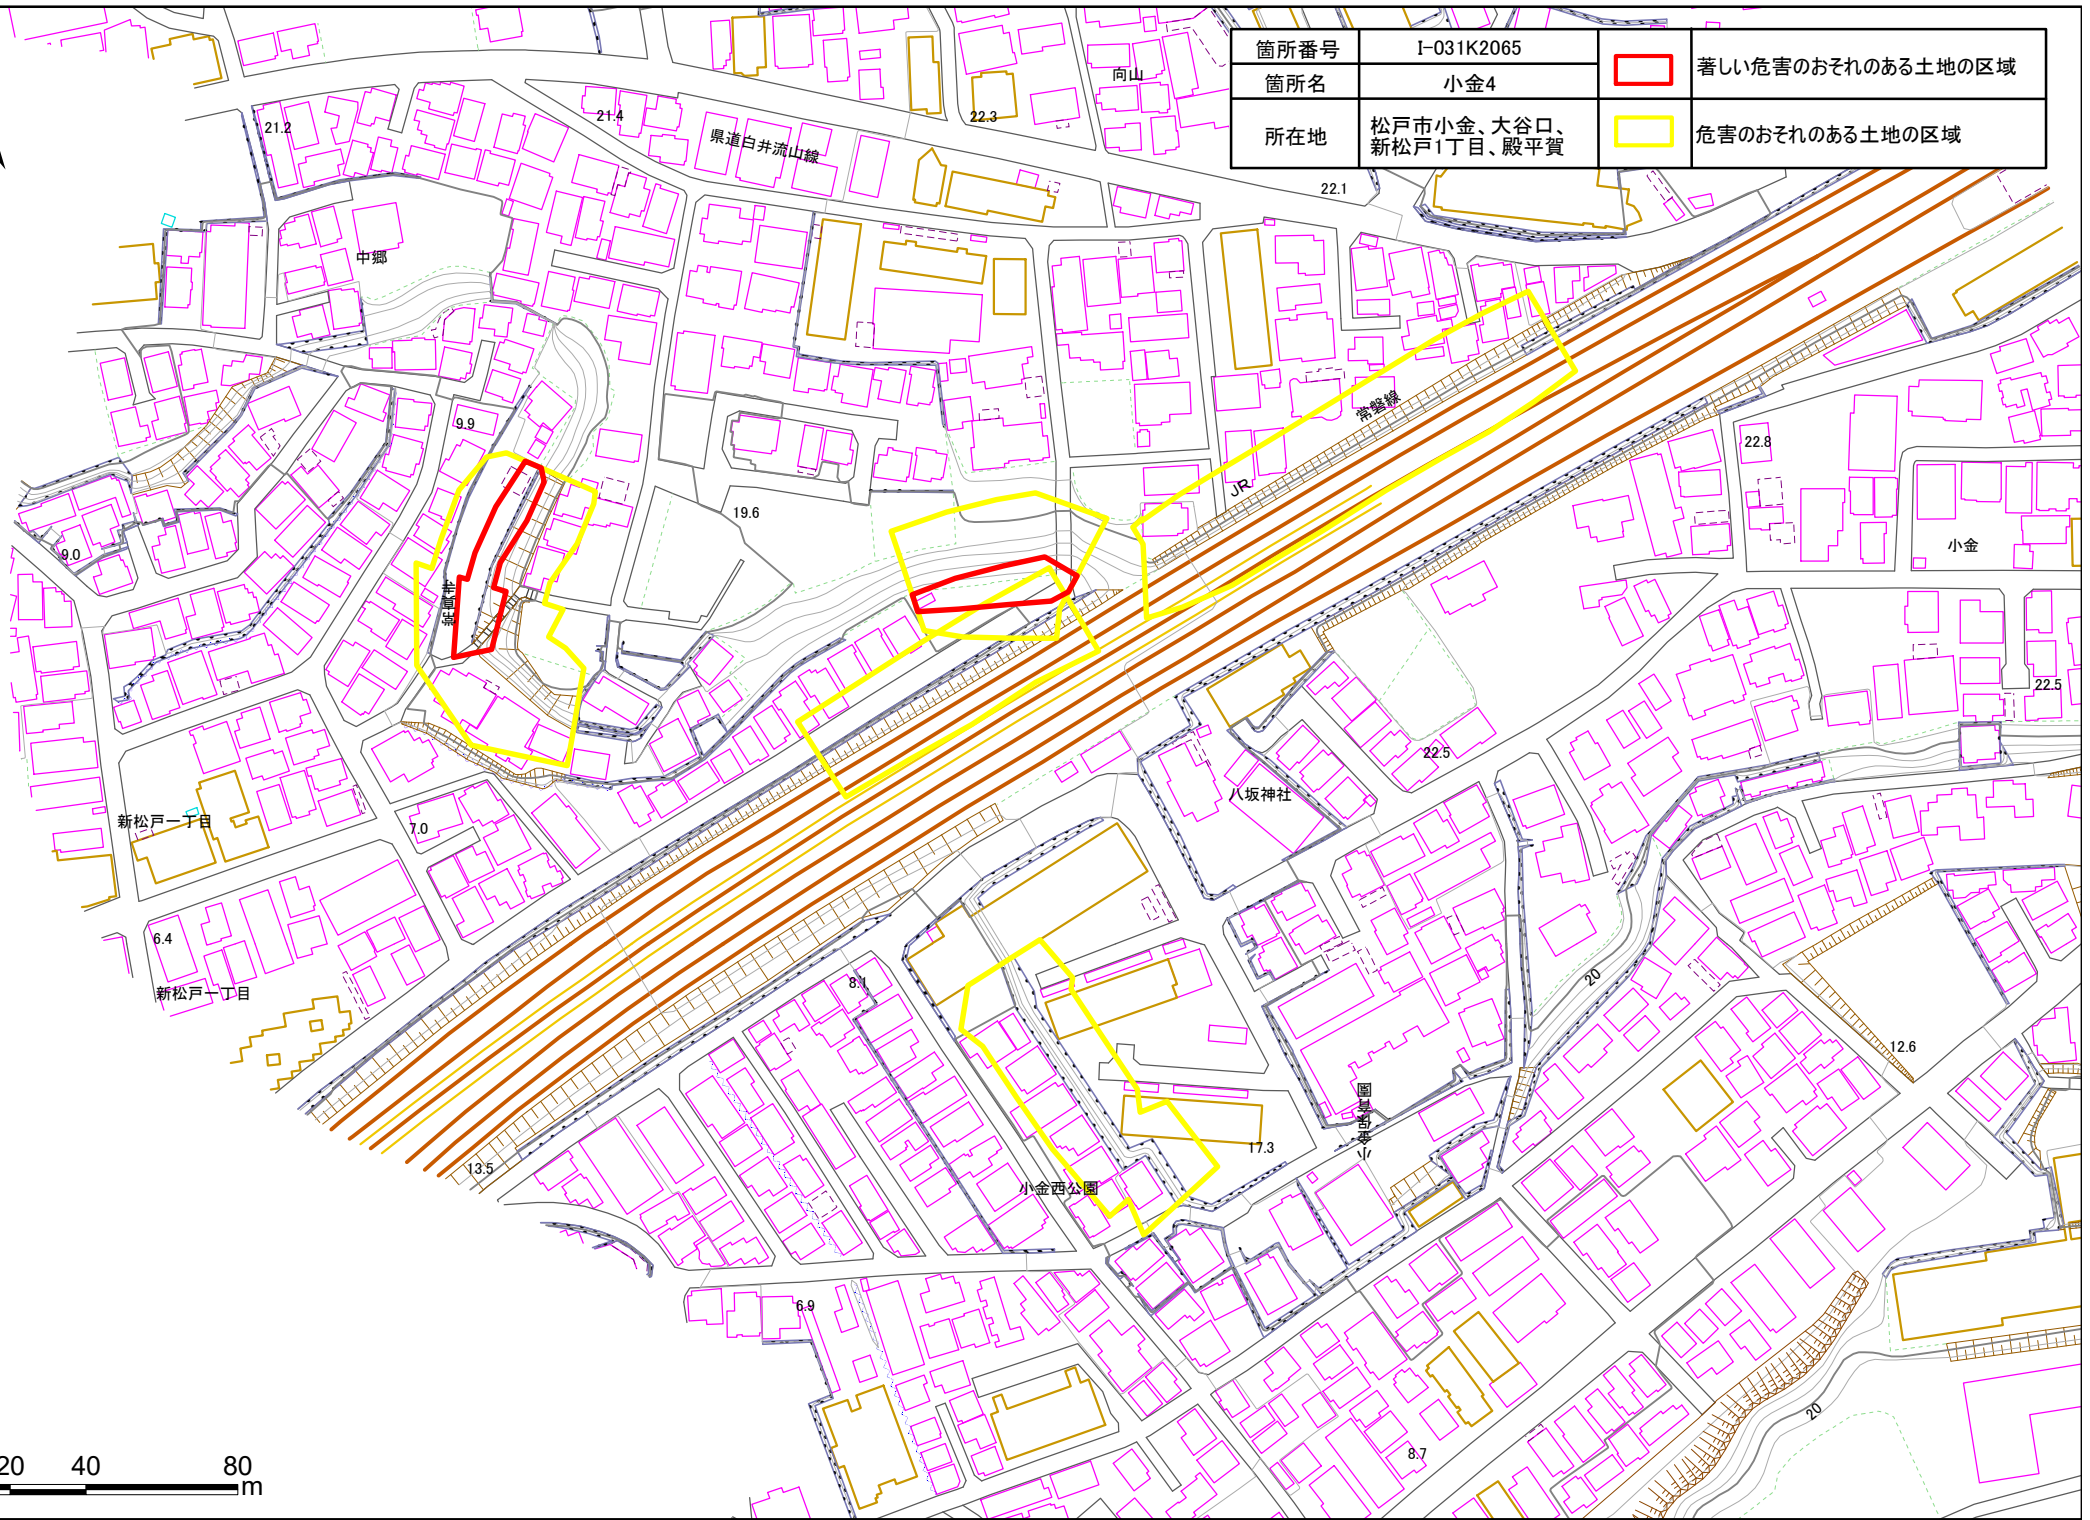 箇所番号
I-031K2065
著しい危害のおそれのある土地の区域
箇所名
小金4
所在地
松戸市小金、大谷口、
新松戸1丁目、殿平賀
危害のおそれのある土地の区域
向山
21.2
21.4
22.3
県道白井流山線
22.1
中郷
常磐線
9.9
22.8
JR
19.6
9.0
小金
22.5
22.5
八坂神社
新松戸一丁目
7.0
6.4
8.1
20
新松戸一丁目
12.6
小金保育園
17.3
13.5
小金西公園
6.9
20
8.7
20
40
80
m